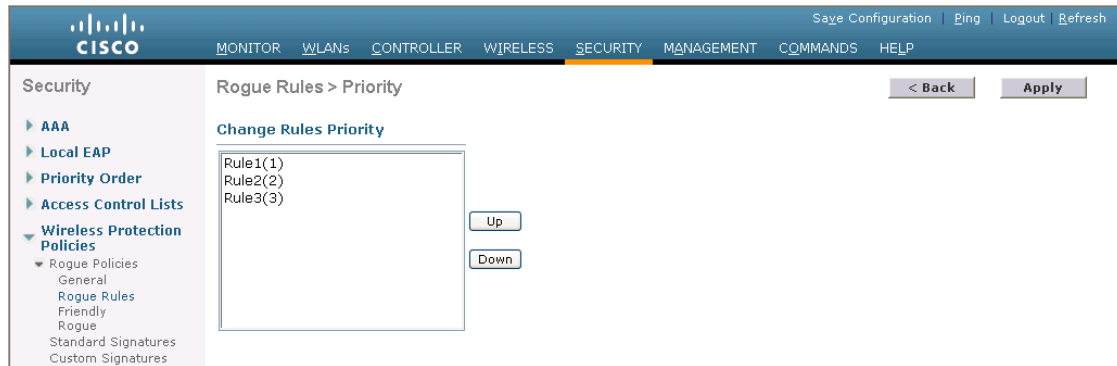 Save Configuration | Ping | Logout | Refresh
CISCO
MONITOR WLANs CONTROLLER WIRELESS SECURITY MANAGEMENT COMMANDS HELP
Security
AAA
Local EAP
Priority Order
Access Control Lists
Wireless Protection
Policies
Rogue Policies
General
Rogue Rules
Friendly
Rogue
Standard Signatures
Custom Signatures
Rogue Rules > Priority
< Back
Apply
Change Rules Priority
Rule1(1)
Rule2(2)
Rule3(3)
Up
Down